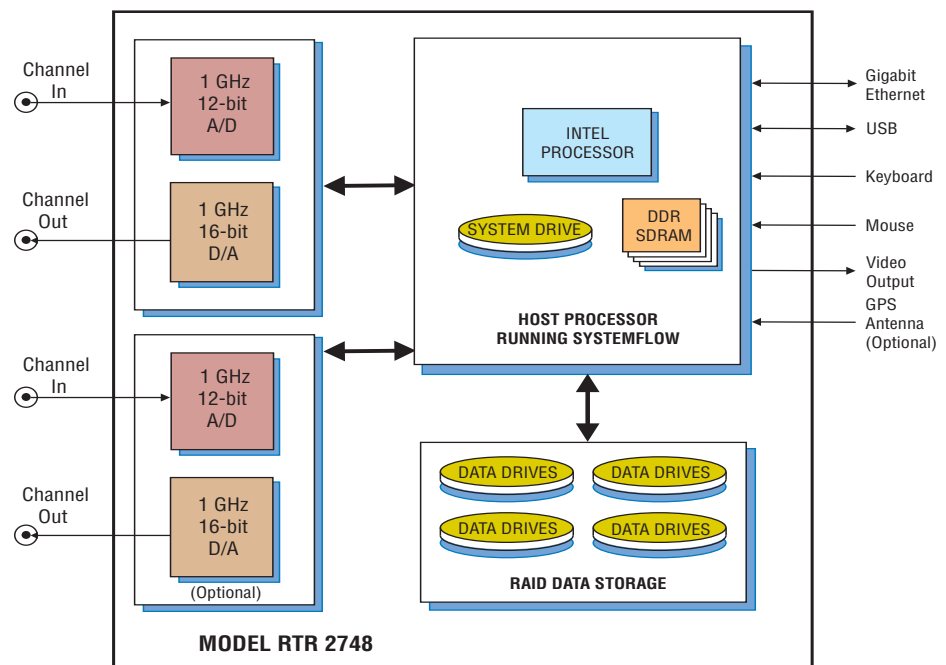 Channel
In
1 GHz
12-bit
A/D
Channel
Out
1 GHz
16-bit
D/A
Channel
In
1 GHz
12-bit
A/D
Channel
Out
1 GHz
16-bit
D/A
(Optional)
INTEL
PROCESSOR
SYSTEM DRIVE
DDR
SDRAM
HOST PROCESSOR
RUNNING SYSTEMFLOW
DATA DRIVES
DATA DRIVES
DATA DRIVES
DATA DRIVES
RAID DATA STORAGE
Gigabit
Ethernet
USB
Keyboard
Mouse
Video
Output
GPS
Antenna
(Optional)
MODEL RTR 2748